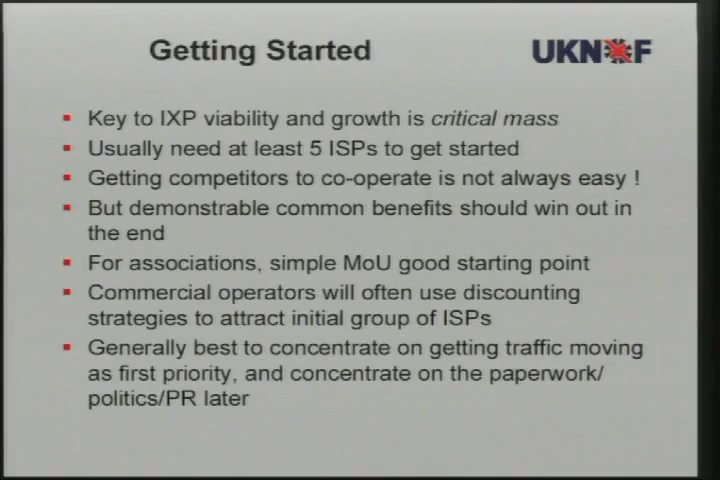 Getting Started
UKNOF
Key to IXP viability and growth is critical mass
Usually need at least 5 ISPs to get started
Getting competitors to co-operate is not always easy !
But demonstrable common benefits should win out in
the end
For associations, simple MoU good starting point
Commercial operators will often use discounting
strategies to attract initial group of ISPs
Generally best to concentrate on getting traffic moving
as first priority, and concentrate on the paperwork/
politics/PR later